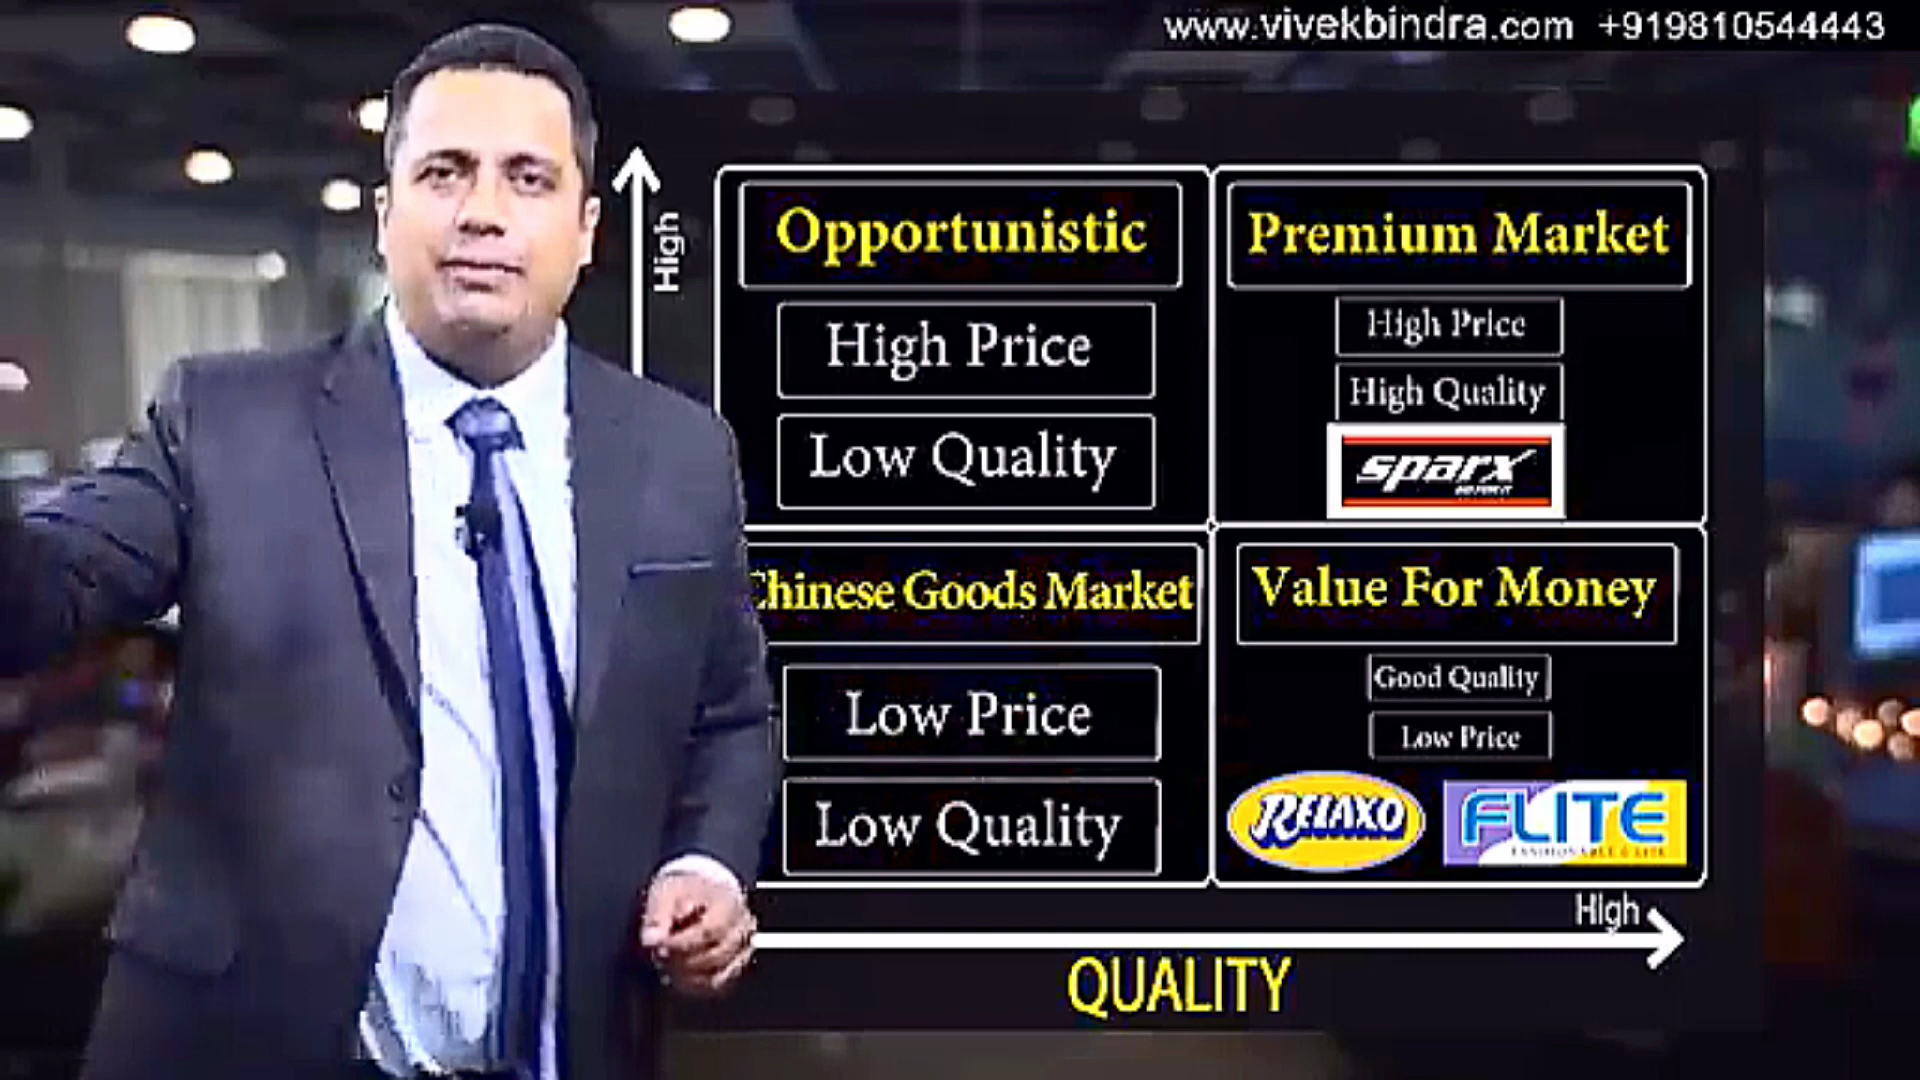 www.vivekbindra.com +919810544443
High
Opportunistic
High Price
Low Quality
Premium Market
High Price
High Quality
sparx
Chinese Goods Market
Low Price
Low Quality
Value For Money
Good Quality
Low Price
RELAXO
FLITE
High
QUALITY